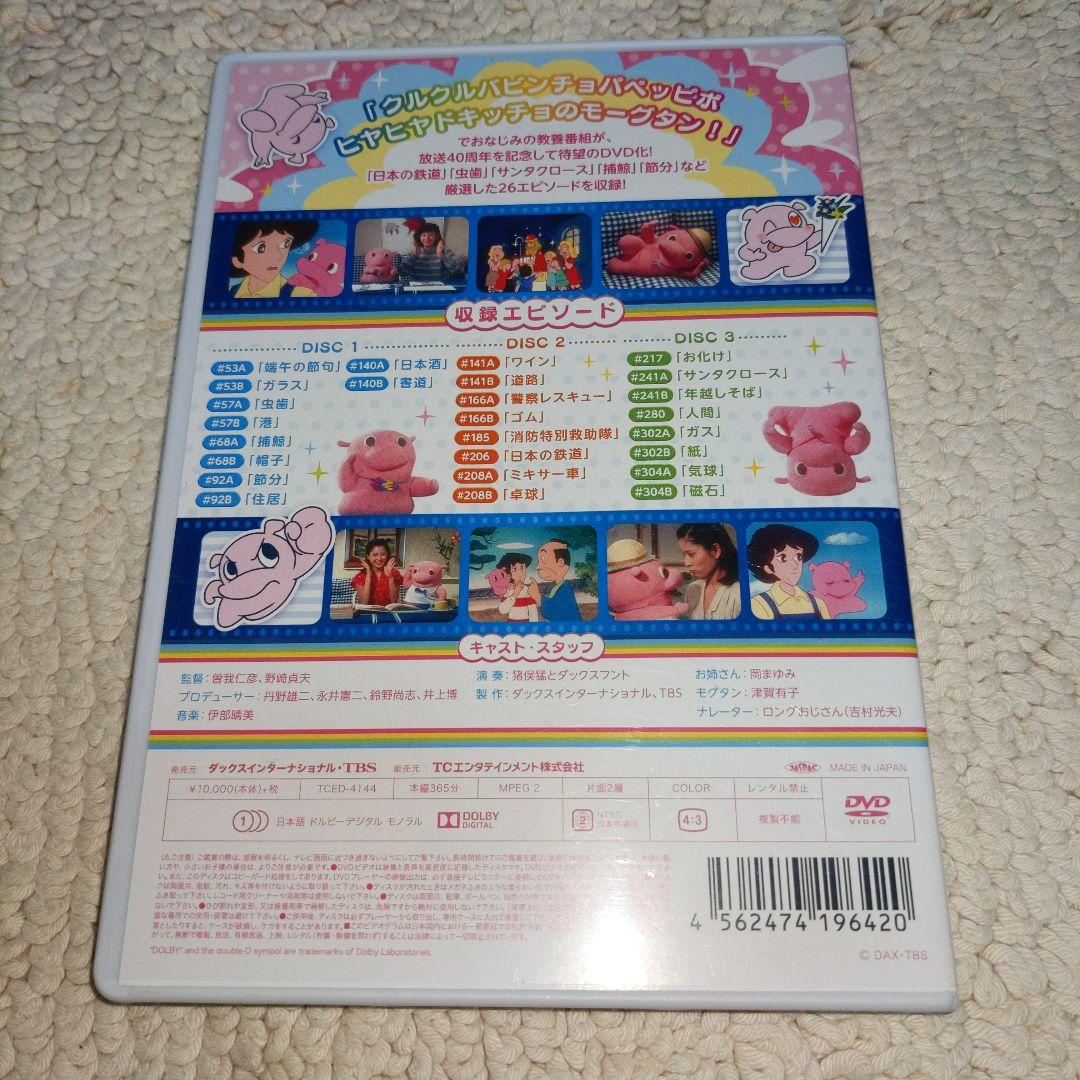 「クルクルバビンチョパペッピポ
ヒヤヒヤドキッチョのモーグタン！」
でおなじみの教養番組が、
放送40周年を記念して待望のDVD化!
「日本の鉄道」「虫歯」「サンタクロース」「捕鯨」「節分」など
厳選した26エピソードを収録!
収録エピソード
DISC 1
#53A 「端午の節句」
#53B 「ガラス」
#57A 「虫歯」
#57B 「港」
#68A 「捕鯨」
#68B 「帽子」
#92A 「節分」
#92B 「住居」
#140A 「日本酒」
#140B 「書道」
DISC 2
#141A 「ワイン」
#141B 「道路」
#166A 「警察レスキュー」
#166B 「ゴム」
#185 「消防特別救助隊」
#206 「日本の鉄道」
#208A 「ミキサー車」
#208B 「卓球」
DISC 3
#217 「お化け」
#241A 「サンタクロース」
#241B 「年越しそば」
#280 「人間」
#302A 「ガス」
#302B 「紙」
#304A 「気球」
#304B 「磁石」
キャスト・スタッフ
監督：曽我仁彦、野崎貞夫
プロデューサー：丹野雄二、永井憲二、鈴野尚志、井上博
音楽：伊部晴美
演奏：猪俣猛とダックスフント
製作：ダックスインターナショナル、TBS
お姉さん：岡まゆみ
モグタン：津賀有子
ナレーター：ロングおじさん(吉村光夫)
発売元：ダックスインターナショナル・TBS 販売元：TCエンタテインメント株式会社
MADE IN JAPAN
¥10,000(本体)+税 TCED-4144 本編365分 MPEG 2 片面2層 COLOR レンタル禁止
1 日本語 ドルビーデジタル モノラル DOLBY DIGITAL 2 NTSC 日本市場向 4:3 複製不能
DVD VIDEO
"DOLBY" and the double-D symbol are trademarks of Dolby Laboratories.
4 562474 196420
© DAX・TBS